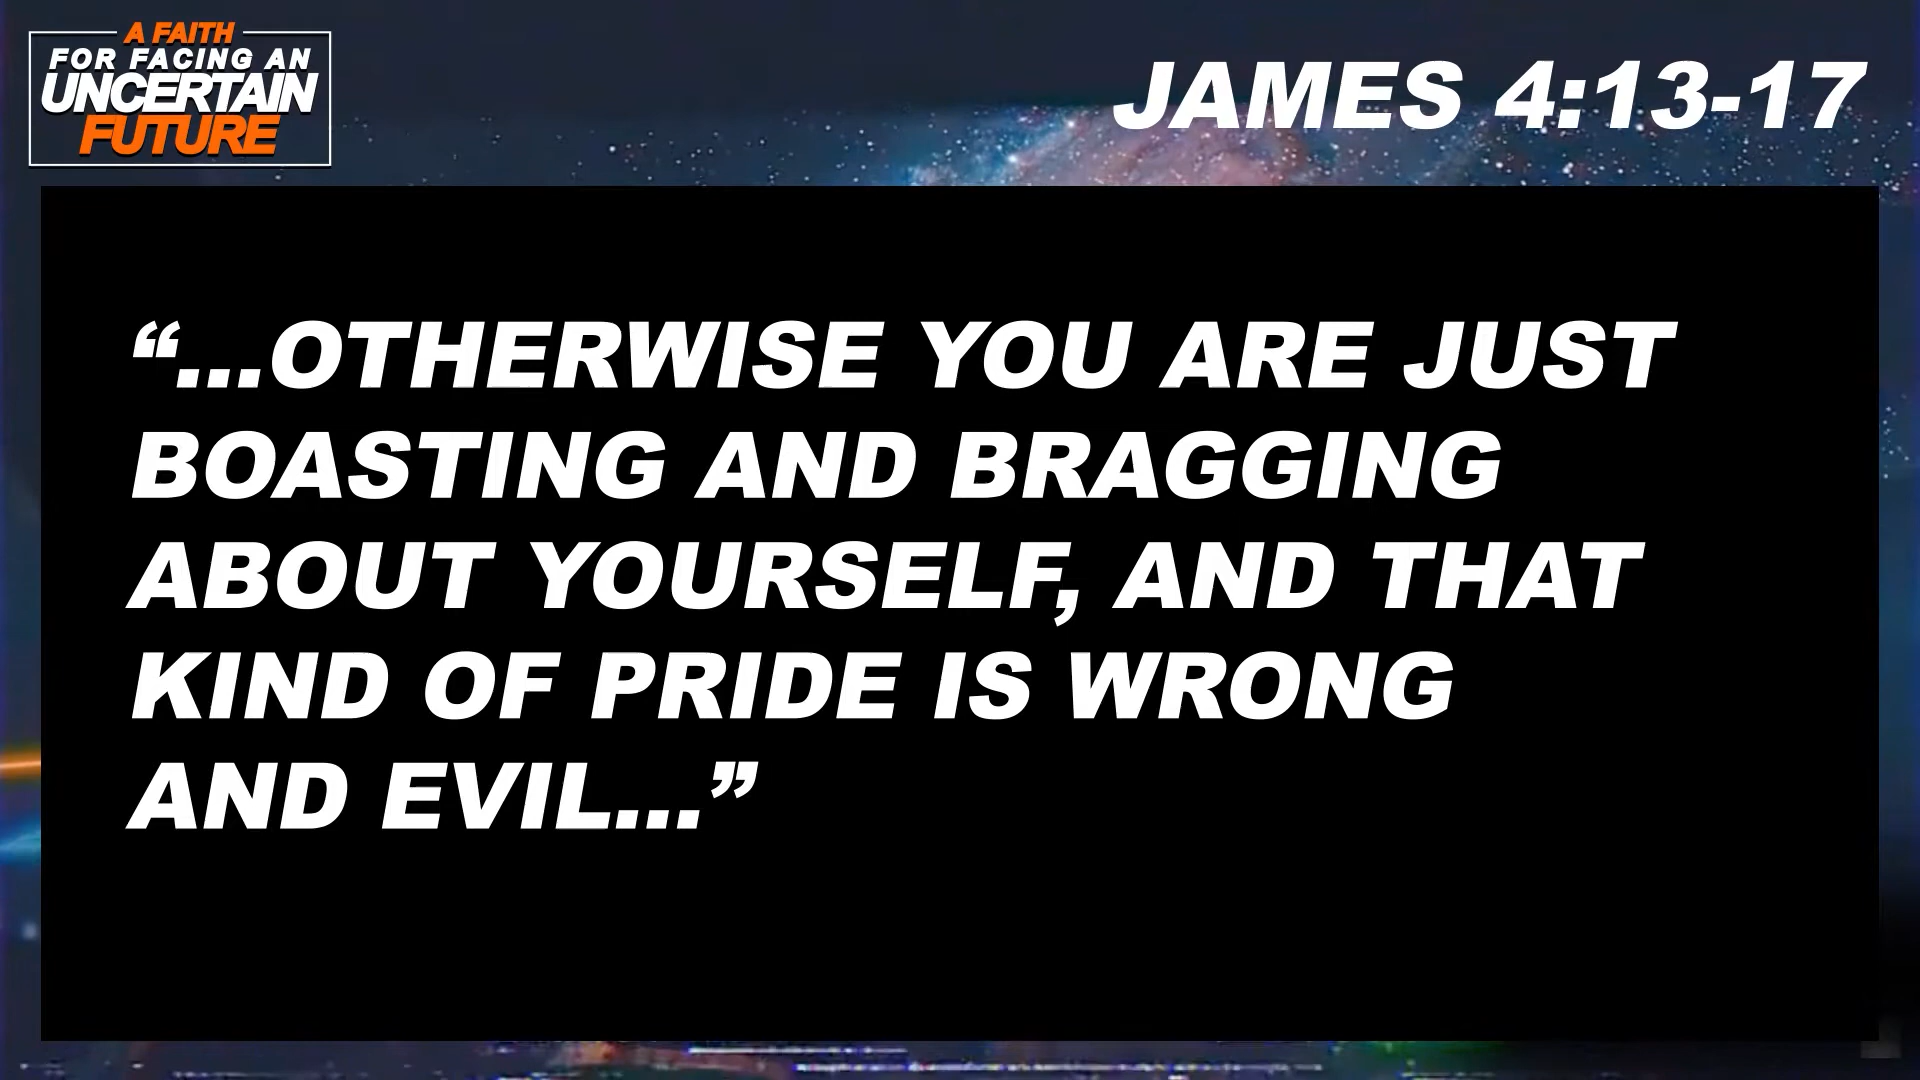 A FAITH
FOR FACING AN
UNCERTAIN
FUTURE
JAMES 4:13-17
“...OTHERWISE YOU ARE JUST
BOASTING AND BRAGGING
ABOUT YOURSELF, AND THAT
KIND OF PRIDE IS WRONG
AND EVIL...”